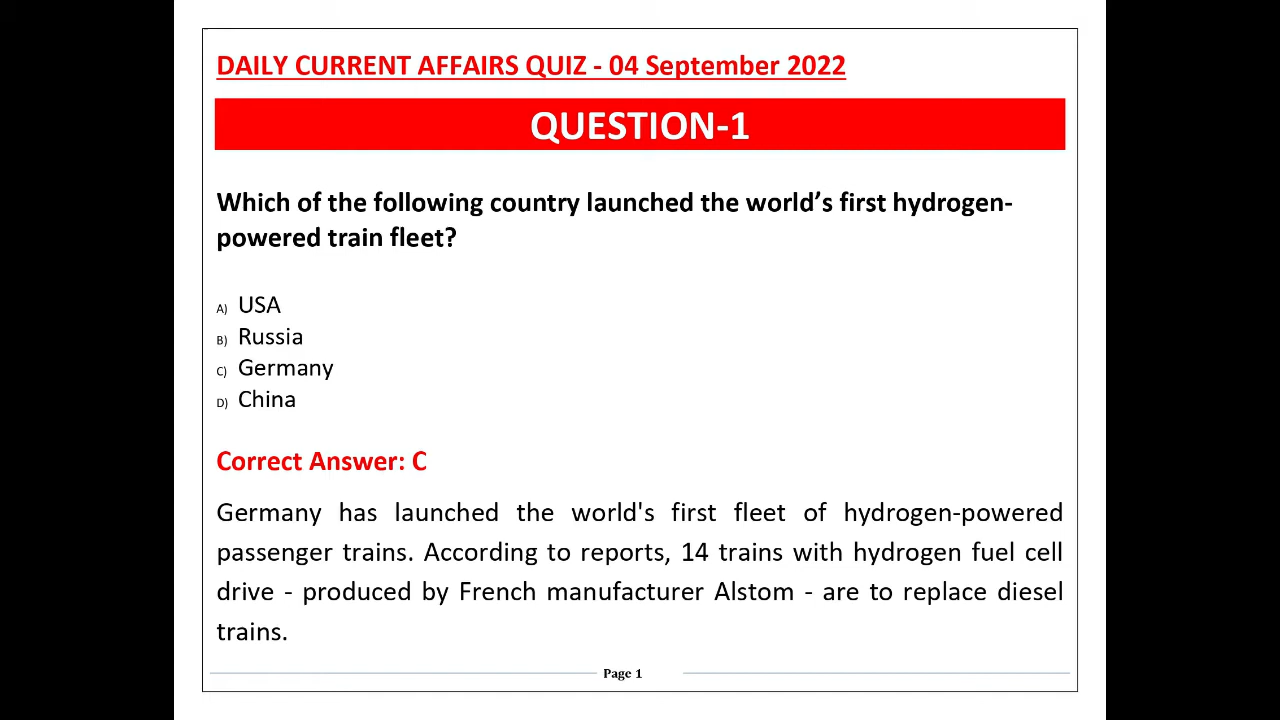 DAILY CURRENT AFFAIRS QUIZ - 04 September 2022
QUESTION-1
Which of the following country launched the world’s first hydrogen-
powered train fleet?
A) USA
B) Russia
C) Germany
D) China
Correct Answer: C
Germany has launched the world's first fleet of hydrogen-powered
passenger trains. According to reports, 14 trains with hydrogen fuel cell
drive - produced by French manufacturer Alstom - are to replace diesel
trains.
Page 1